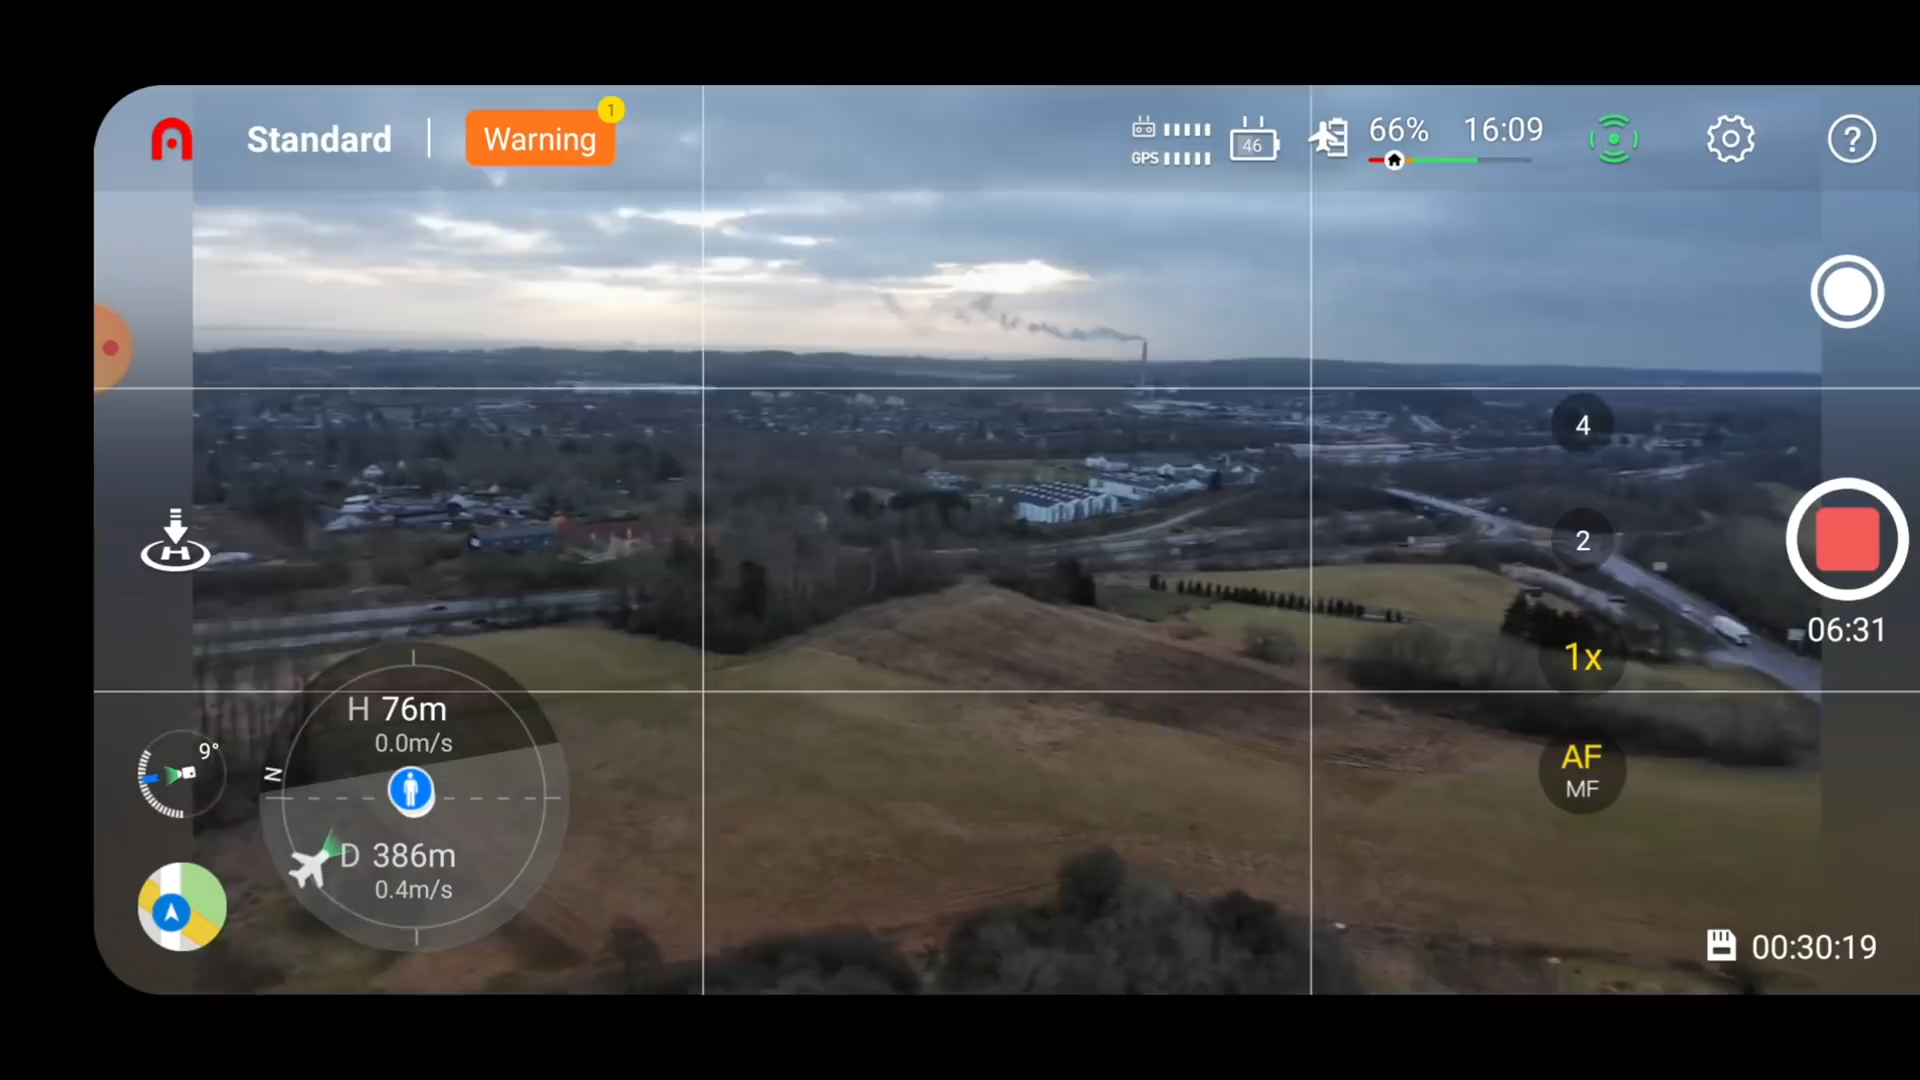 Standard
Warning
1
GPS
46
66%
16:09
?
4
2
06:31
1x
H 76m
0.0m/s
9°
N
AF
MF
D 386m
0.4m/s
00:30:19